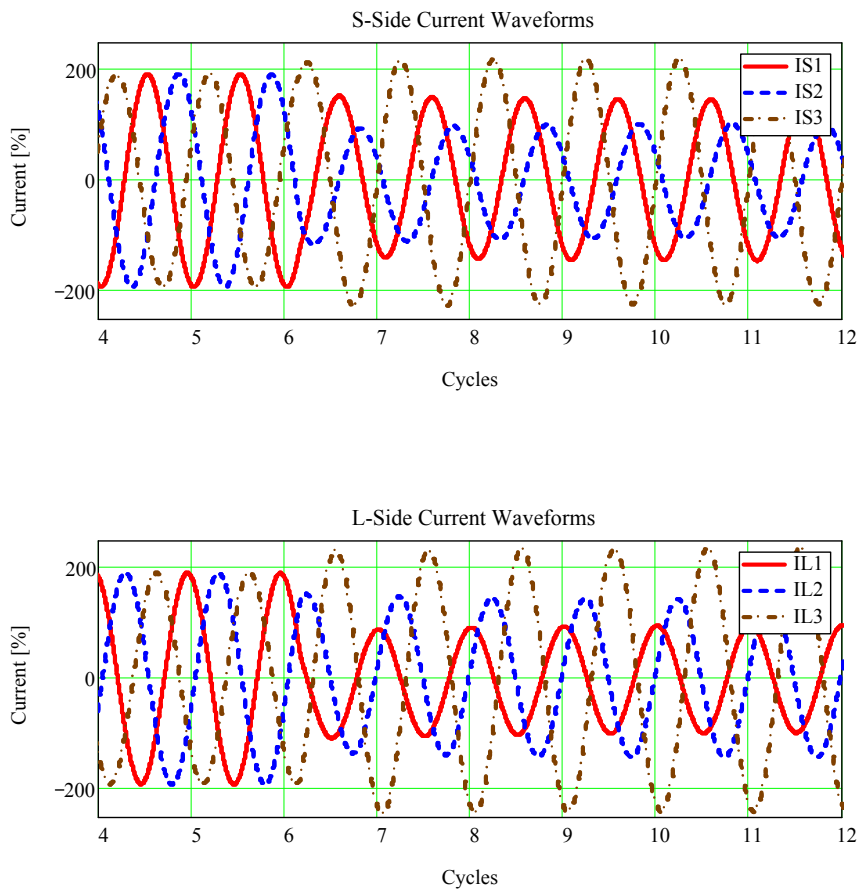 S-Side Current Waveforms
200
0
−200
Current [%]
IS1
IS2
IS3
4 5 6 7 8 9 10 11 12
Cycles
L-Side Current Waveforms
200
0
−200
Current [%]
IL1
IL2
IL3
4 5 6 7 8 9 10 11 12
Cycles